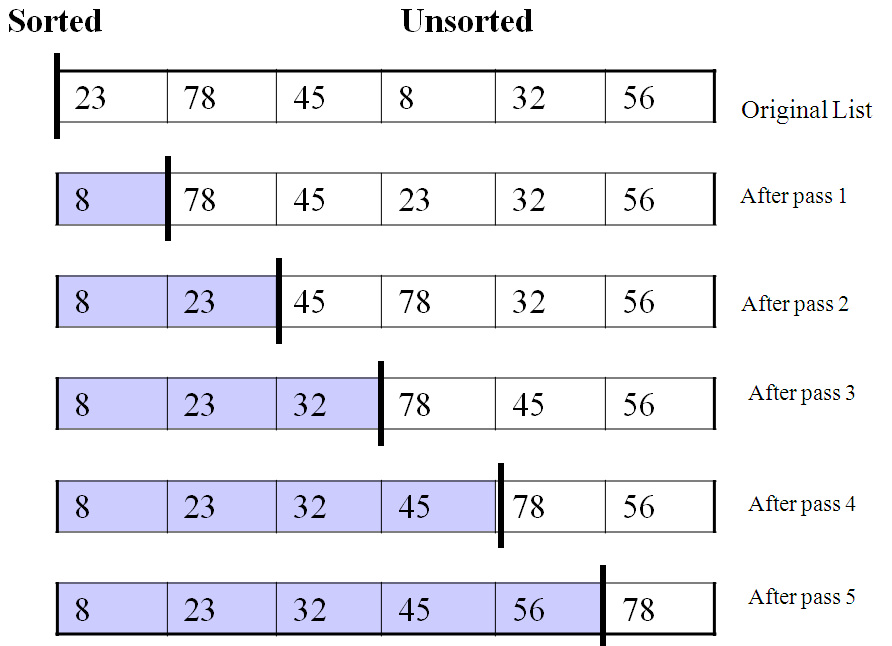 Sorted Unsorted
23 78 45 8 32 56 Original List
8 78 45 23 32 56 After pass 1
8 23 45 78 32 56 After pass 2
8 23 32 78 45 56 After pass 3
8 23 32 45 78 56 After pass 4
8 23 32 45 56 78 After pass 5